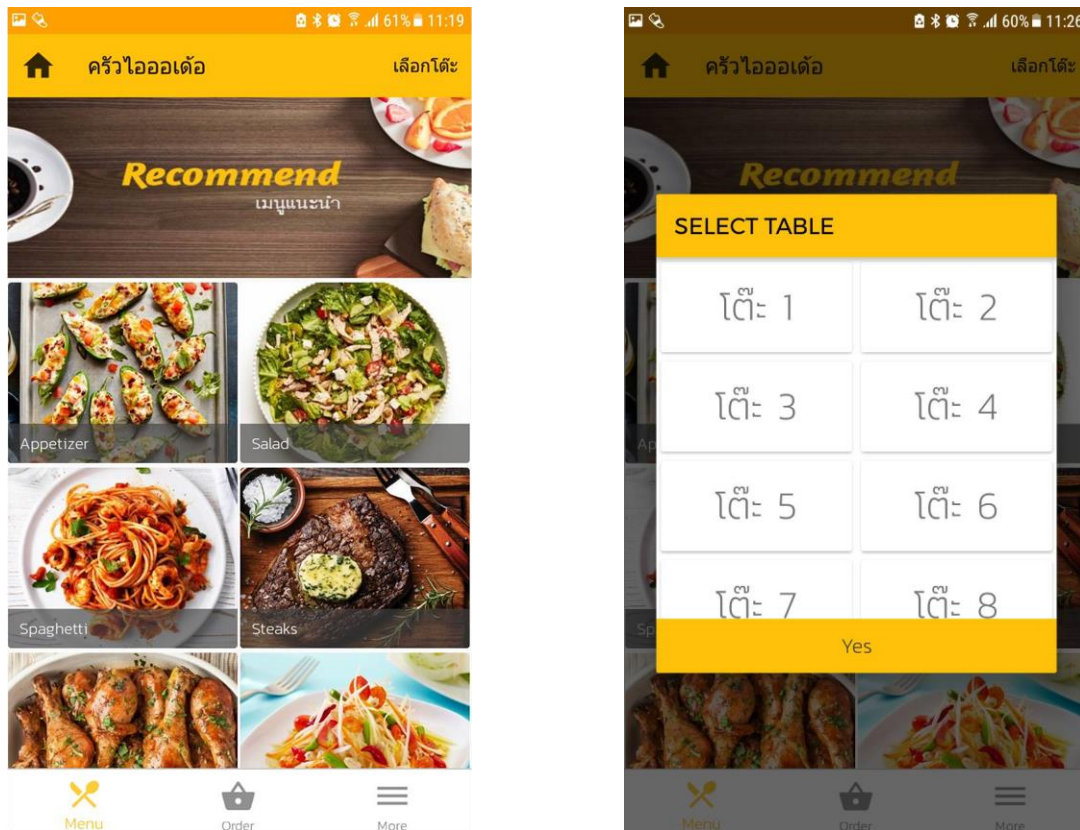 61% 11:19
ครัวไอออเด้อ
เลือกโต๊ะ
Recommend
เมนูแนะนำ
Appetizer
Salad
Spaghetti
Steaks
Menu
Order
More
60% 11:26
ครัวไอออเด้อ
เลือกโต๊ะ
Recommend
SELECT TABLE
โต๊ะ 1
โต๊ะ 2
โต๊ะ 3
โต๊ะ 4
Ap
โต๊ะ 5
โต๊ะ 6
โต๊ะ 7
โต๊ะ 8
Sp
Yes
Menu
Order
More